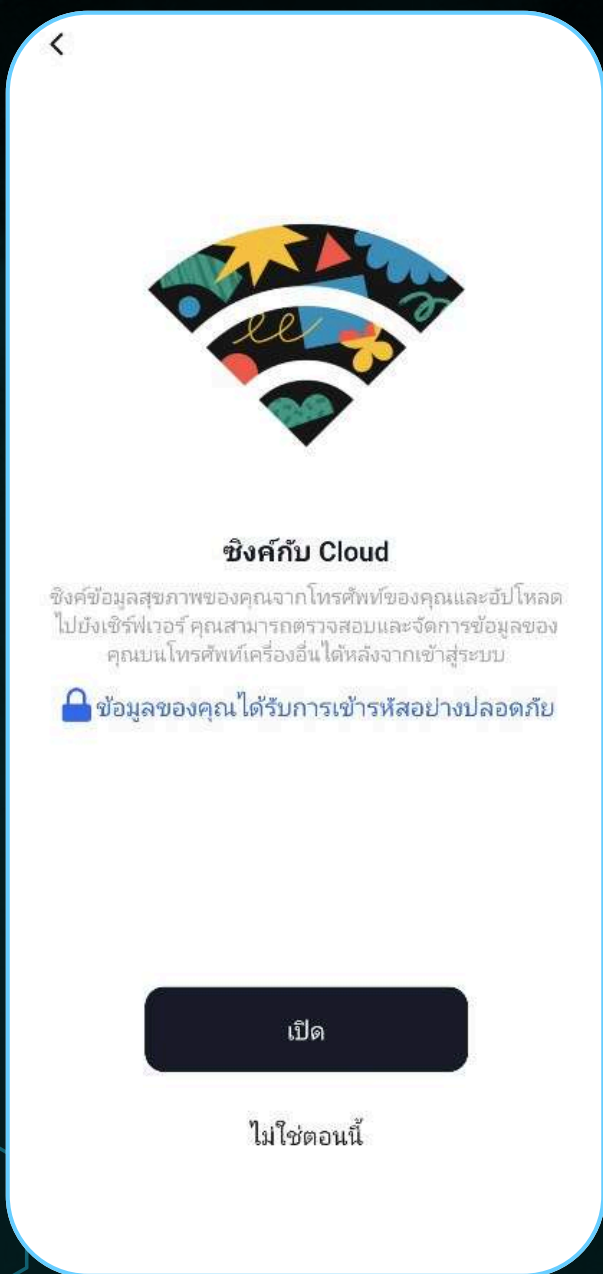 ซิงค์กับ Cloud
ซิงค์ข้อมูลสุขภาพของคุณจากโทรศัพท์ของคุณและอัปโหลด
ไปยังเซิร์ฟเวอร์ คุณสามารถตรวจสอบและจัดการข้อมูลของ
คุณบนโทรศัพท์เครื่องอื่นได้หลังจากเข้าสู่ระบบ
ข้อมูลของคุณได้รับการเข้ารหัสอย่างปลอดภัย
เปิด
ไม่ใช่ตอนนี้